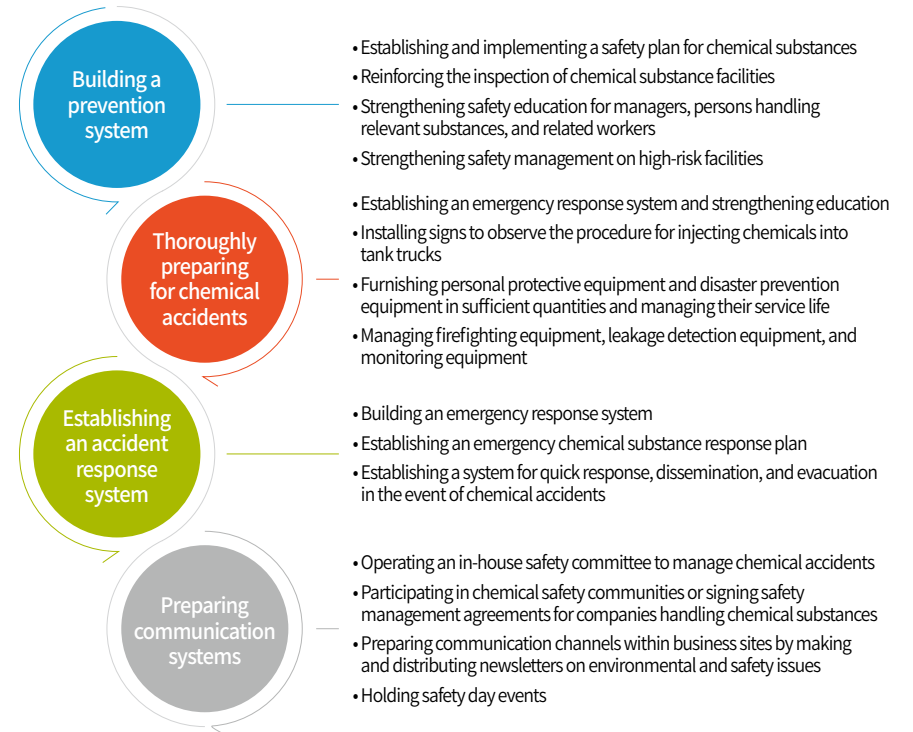 Building a
prevention
system
• Establishing and implementing a safety plan for chemical substances
• Reinforcing the inspection of chemical substance facilities
• Strengthening safety education for managers, persons handling
relevant substances, and related workers
• Strengthening safety management on high-risk facilities
Thoroughly
preparing
for chemical
accidents
• Establishing an emergency response system and strengthening education
• Installing signs to observe the procedure for injecting chemicals into
tank trucks
• Furnishing personal protective equipment and disaster prevention
equipment in sufficient quantities and managing their service life
• Managing firefighting equipment, leakage detection equipment, and
monitoring equipment
Establishing
an accident
response
system
• Building an emergency response system
• Establishing an emergency chemical substance response plan
• Establishing a system for quick response, dissemination, and evacuation
in the event of chemical accidents
Preparing
communication
systems
• Operating an in-house safety committee to manage chemical accidents
• Participating in chemical safety communities or signing safety
management agreements for companies handling chemical substances
• Preparing communication channels within business sites by making
and distributing newsletters on environmental and safety issues
• Holding safety day events